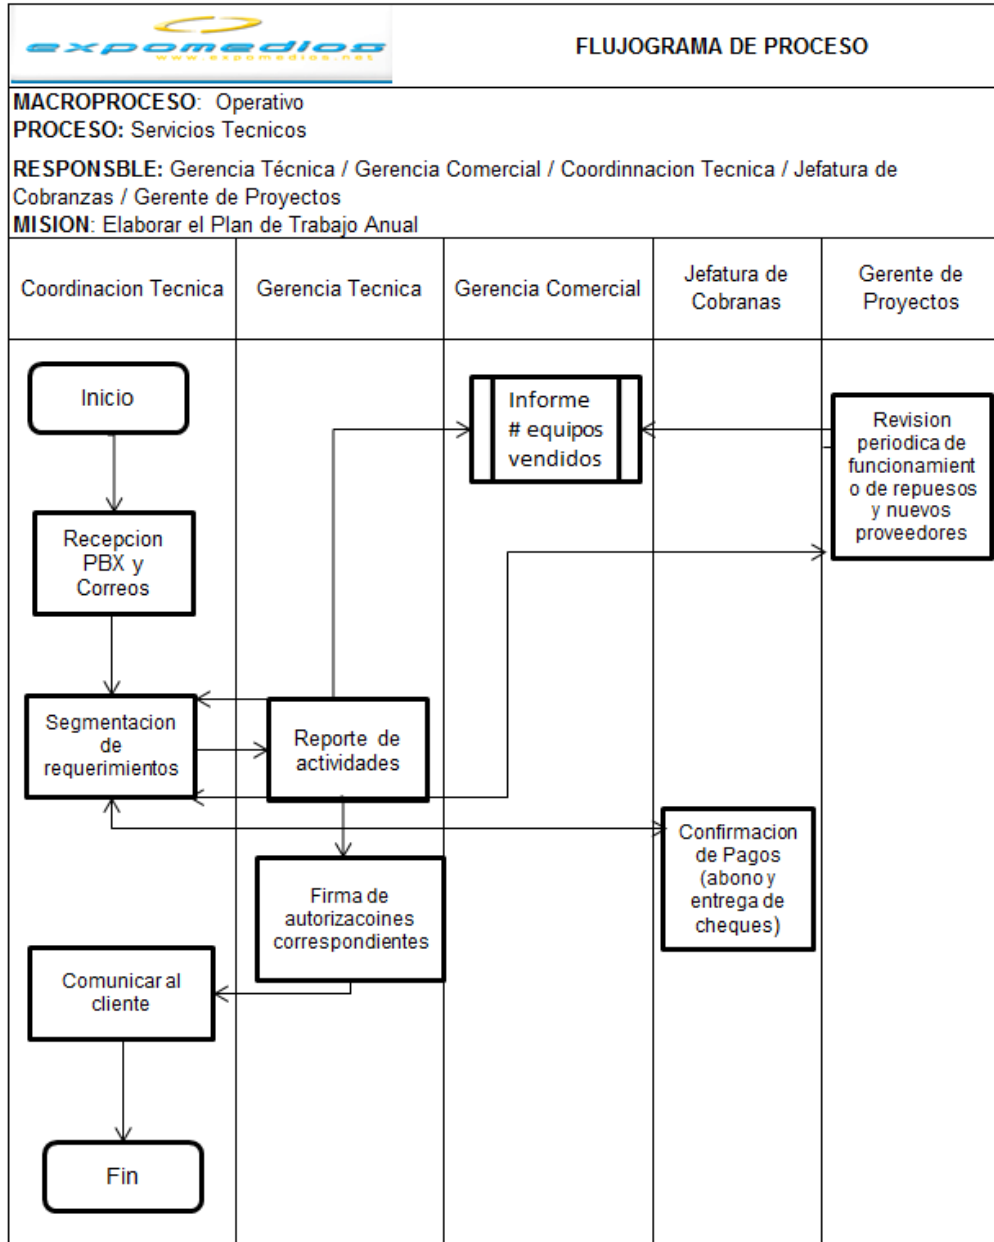 expomedios
www.expomedios.net
FLUJOGRAMA DE PROCESO
MACROPROCESO: Operativo
PROCESO: Servicios Tecnicos
RESPONSBLE: Gerencia Técnica / Gerencia Comercial / Coordinnacion Tecnica / Jefatura de
Cobranzas / Gerente de Proyectos
MISION: Elaborar el Plan de Trabajo Anual
Coordinacion Tecnica
Gerencia Tecnica
Gerencia Comercial
Jefatura de
Cobranas
Gerente de
Proyectos
Inicio
Informe
# equipos
vendidos
Revision
periodica de
funcionamient
o de repuesos
y nuevos
proveedores
Recepcion
PBX y
Correos
Segmentacion
de
requerimientos
Reporte de
actividades
Confirmacion
de Pagos
(abono y
entrega de
cheques)
Firma de
autorizacoines
correspondientes
Comunicar al
cliente
Fin